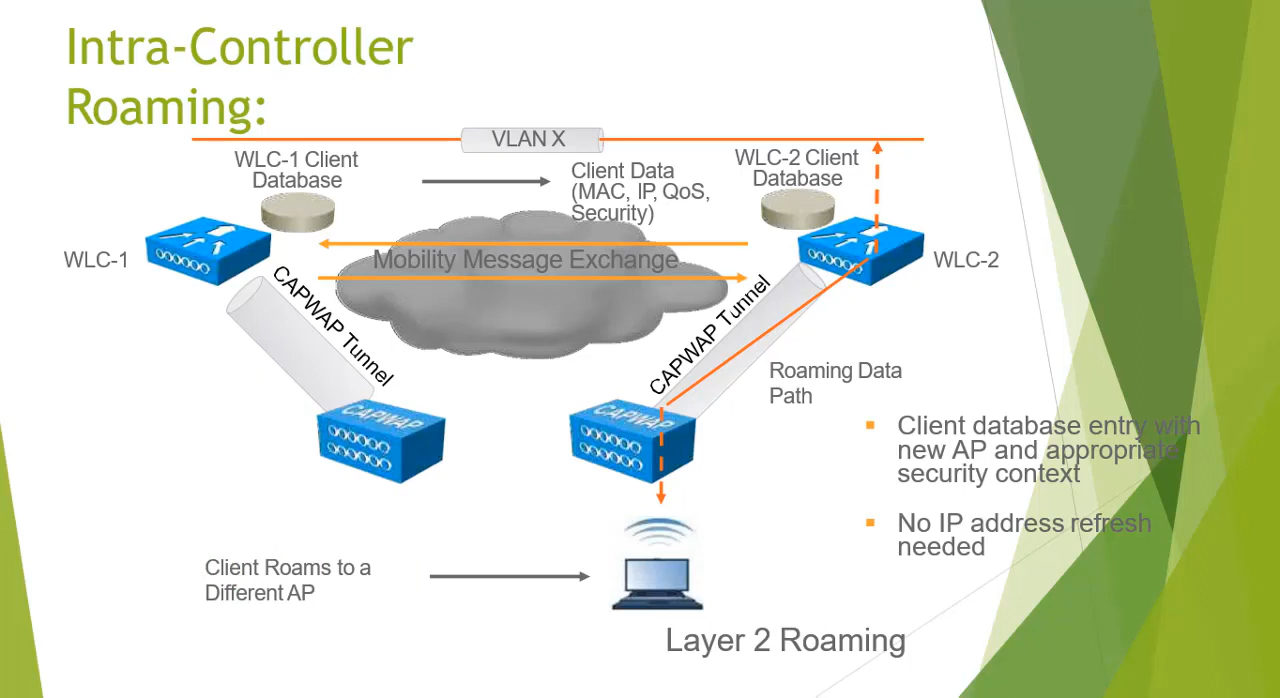 Intra-Controller
Roaming:
VLAN X
WLC-1 Client
Database
Client Data
(MAC, IP, QoS,
Security)
WLC-2 Client
Database
WLC-1
Mobility Message Exchange
WLC-2
CAPWAP Tunnel
CAPWAP Tunnel
Roaming Data
Path
CAPWAP
CAPWAP
Client database entry with
new AP and appropriate
security context
No IP address refresh
needed
Client Roams to a
Different AP
Layer 2 Roaming